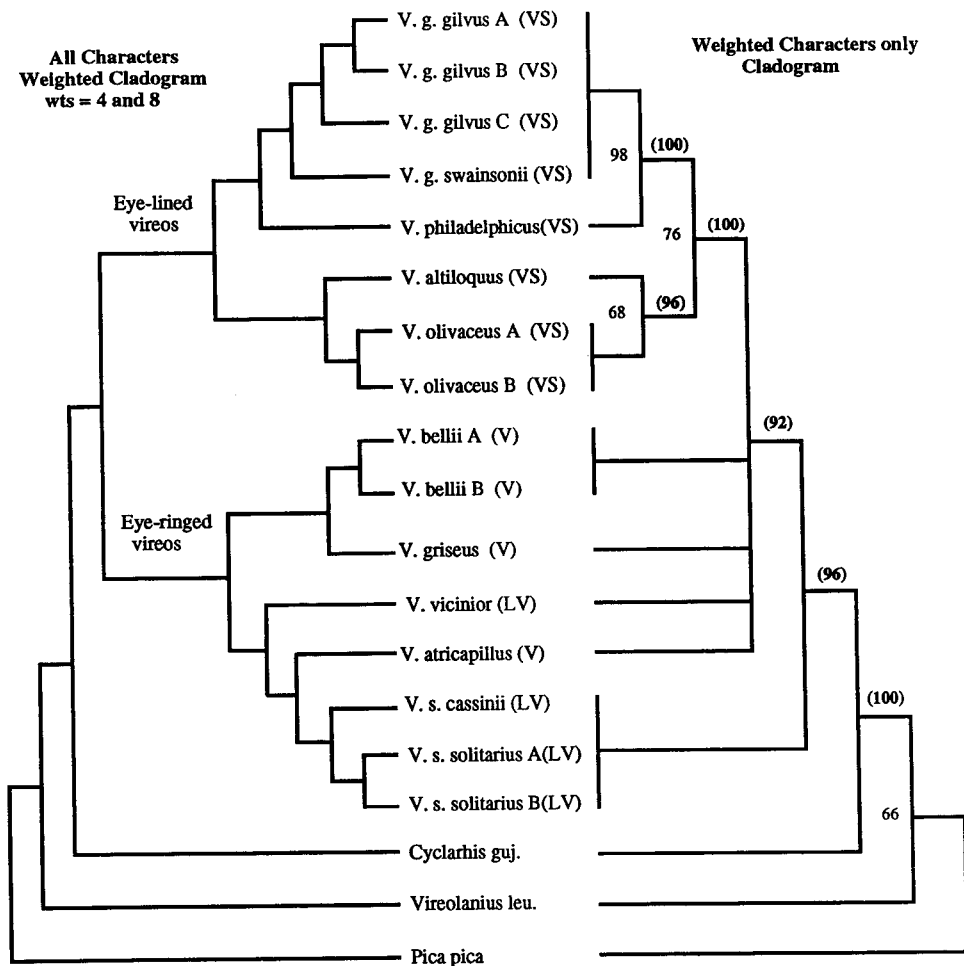 All Characters
Weighted Cladogram
wts = 4 and 8
Weighted Characters only
Cladogram
V. g. gilvus A (VS)
V. g. gilvus B (VS)
V. g. gilvus C (VS)
V. g. swainsonii (VS)
V. philadelphicus(VS)
V. altiloquus (VS)
V. olivaceus A (VS)
V. olivaceus B (VS)
V. bellii A (V)
V. bellii B (V)
V. griseus (V)
V. vicinior (LV)
V. atricapillus (V)
V. s. cassinii (LV)
V. s. solitarius A(LV)
V. s. solitarius B(LV)
Cyclarhis guj.
Vireolanius leu.
Pica pica
Eye-lined
vireos
Eye-ringed
vireos
98
(100)
76
(100)
68
(96)
(92)
(96)
(100)
66